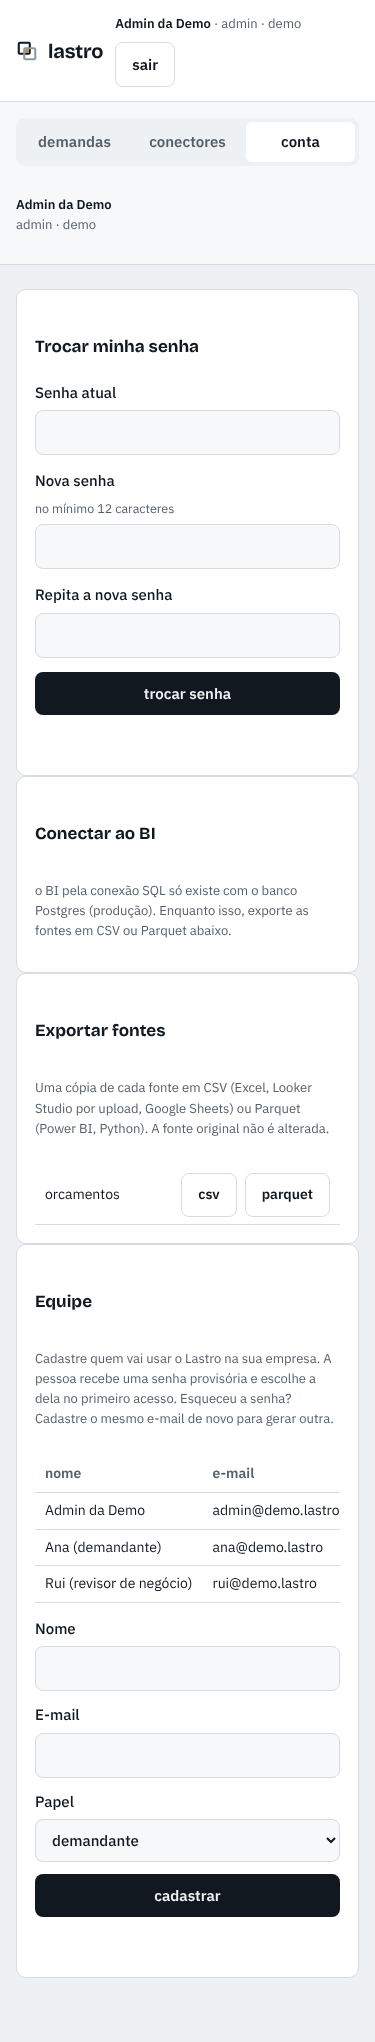 lastro
Admin da Demo · admin · demo
sair
demandas conectores conta
Admin da Demo
admin · demo
Trocar minha senha
Senha atual
Nova senha
no mínimo 12 caracteres
Repita a nova senha
trocar senha
Conectar ao BI
o BI pela conexão SQL só existe com o banco
Postgres (produção). Enquanto isso, exporte as
fontes em CSV ou Parquet abaixo.
Exportar fontes
Uma cópia de cada fonte em CSV (Excel, Looker
Studio por upload, Google Sheets) ou Parquet
(Power BI, Python). A fonte original não é alterada.
orcamentos csv parquet
Equipe
Cadastre quem vai usar o Lastro na sua empresa. A
pessoa recebe uma senha provisória e escolhe a
dela no primeiro acesso. Esqueceu a senha?
Cadastre o mesmo e-mail de novo para gerar outra.
nome e-mail
Admin da Demo admin@demo.lastro
Ana (demandante) ana@demo.lastro
Rui (revisor de negócio) rui@demo.lastro
Nome
E-mail
Papel
demandante
cadastrar